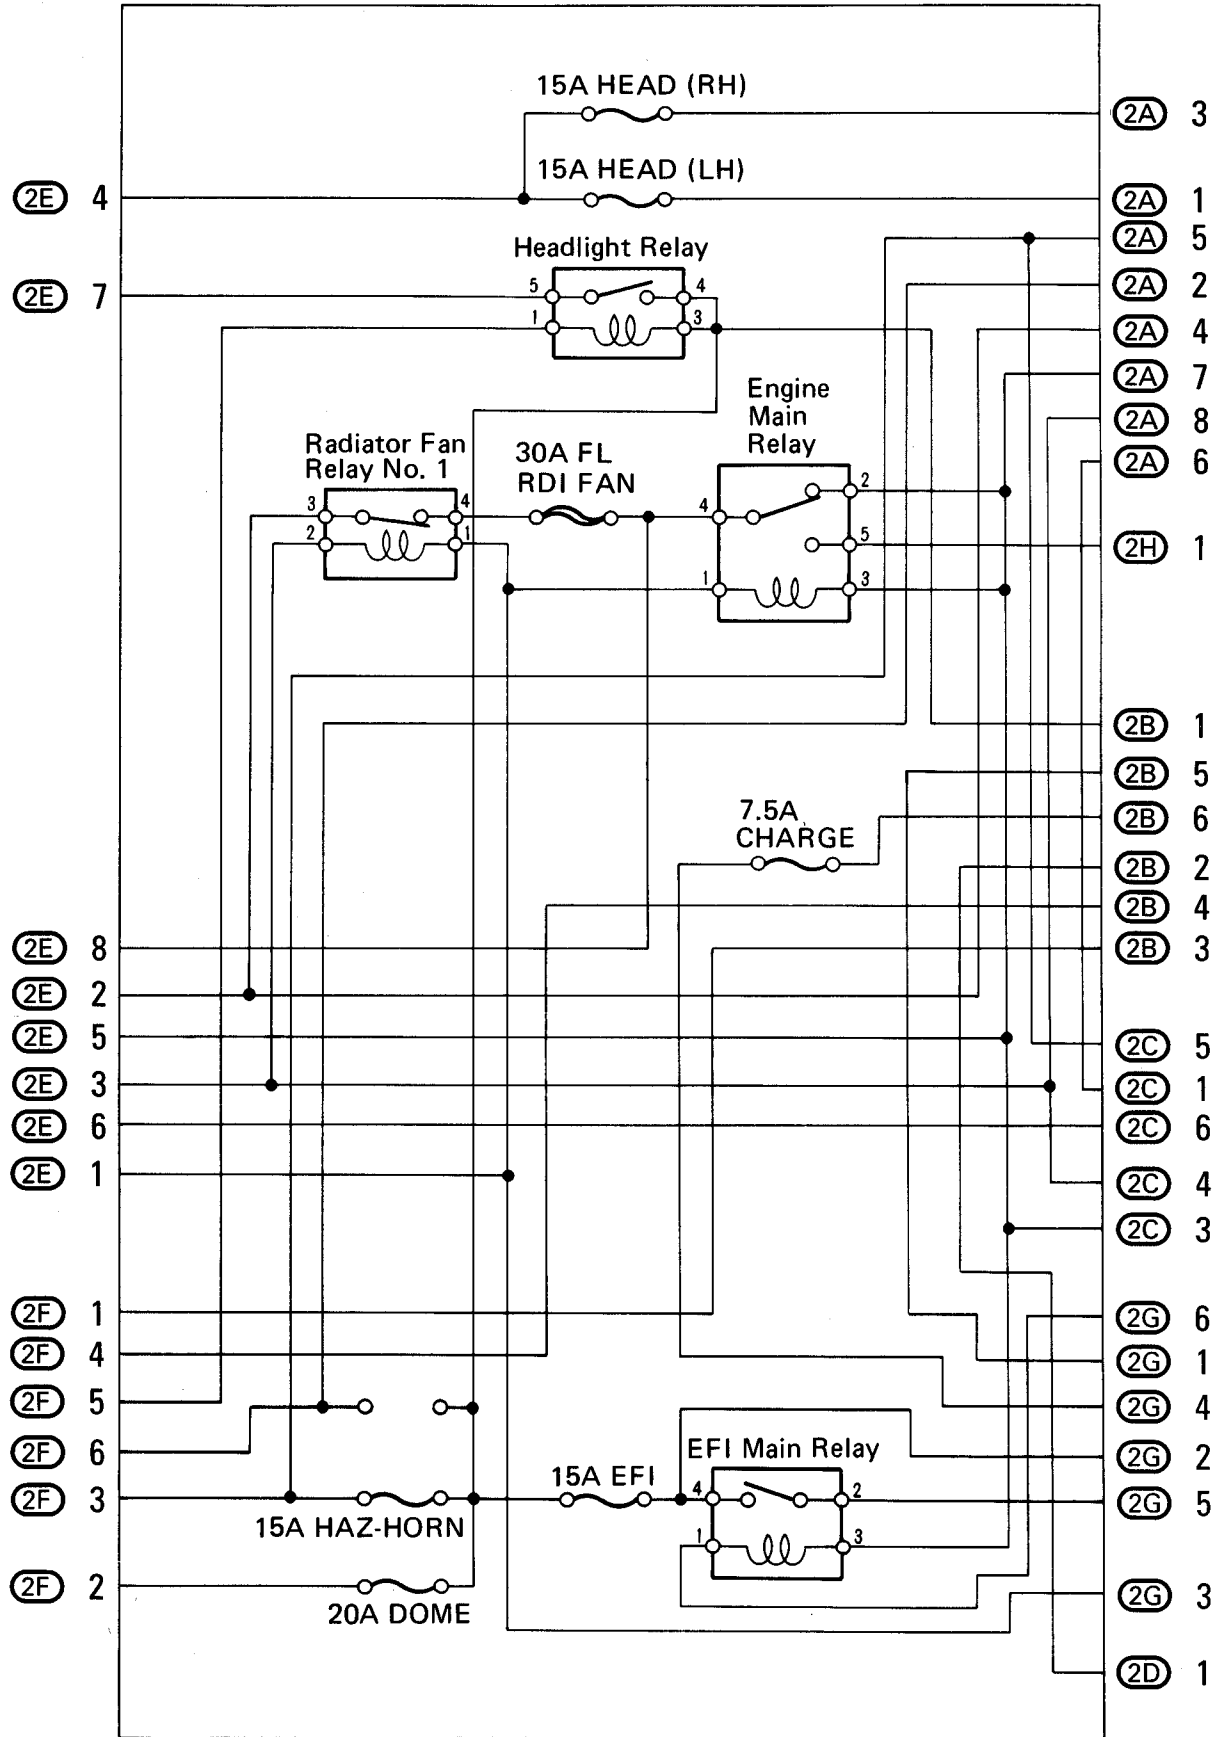 15A HEAD (RH)
2A 3
15A HEAD (LH)
2E 4
2A 1
2A 5
Headlight Relay
5 4
2E 7
2A 2
1 3
2A 4
2A 7
Engine
Main
Relay
2A 8
Radiator Fan
Relay No. 1
30A FL
RDI FAN
2A 6
3 4
4 2
2 1
5
2H 1
1 3
2B 1
2B 5
7.5A
CHARGE
2B 6
2B 2
2B 4
2E 8
2B 3
2E 2
2E 5
2C 5
2E 3
2C 1
2E 6
2C 6
2E 1
2C 4
2C 3
2F 1
2G 6
2F 4
2G 1
2F 5
2G 4
2F 6
EFI Main Relay
2G 2
15A EFI
2F 3
4 2
2G 5
15A HAZ-HORN
1 3
2F 2
20A DOME
2G 3
2D 1